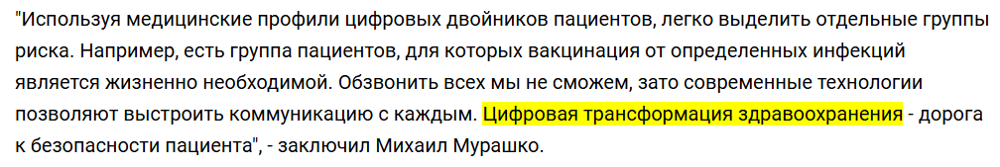 "Используя медицинские профили цифровых двойников пациентов, легко выделить отдельные группы
риска. Например, есть группа пациентов, для которых вакцинация от определенных инфекций
является жизненно необходимой. Обзвонить всех мы не сможем, зато современные технологии
позволяют выстроить коммуникацию с каждым. Цифровая трансформация здравоохранения - дорога
к безопасности пациента", - заключил Михаил Мурашко.